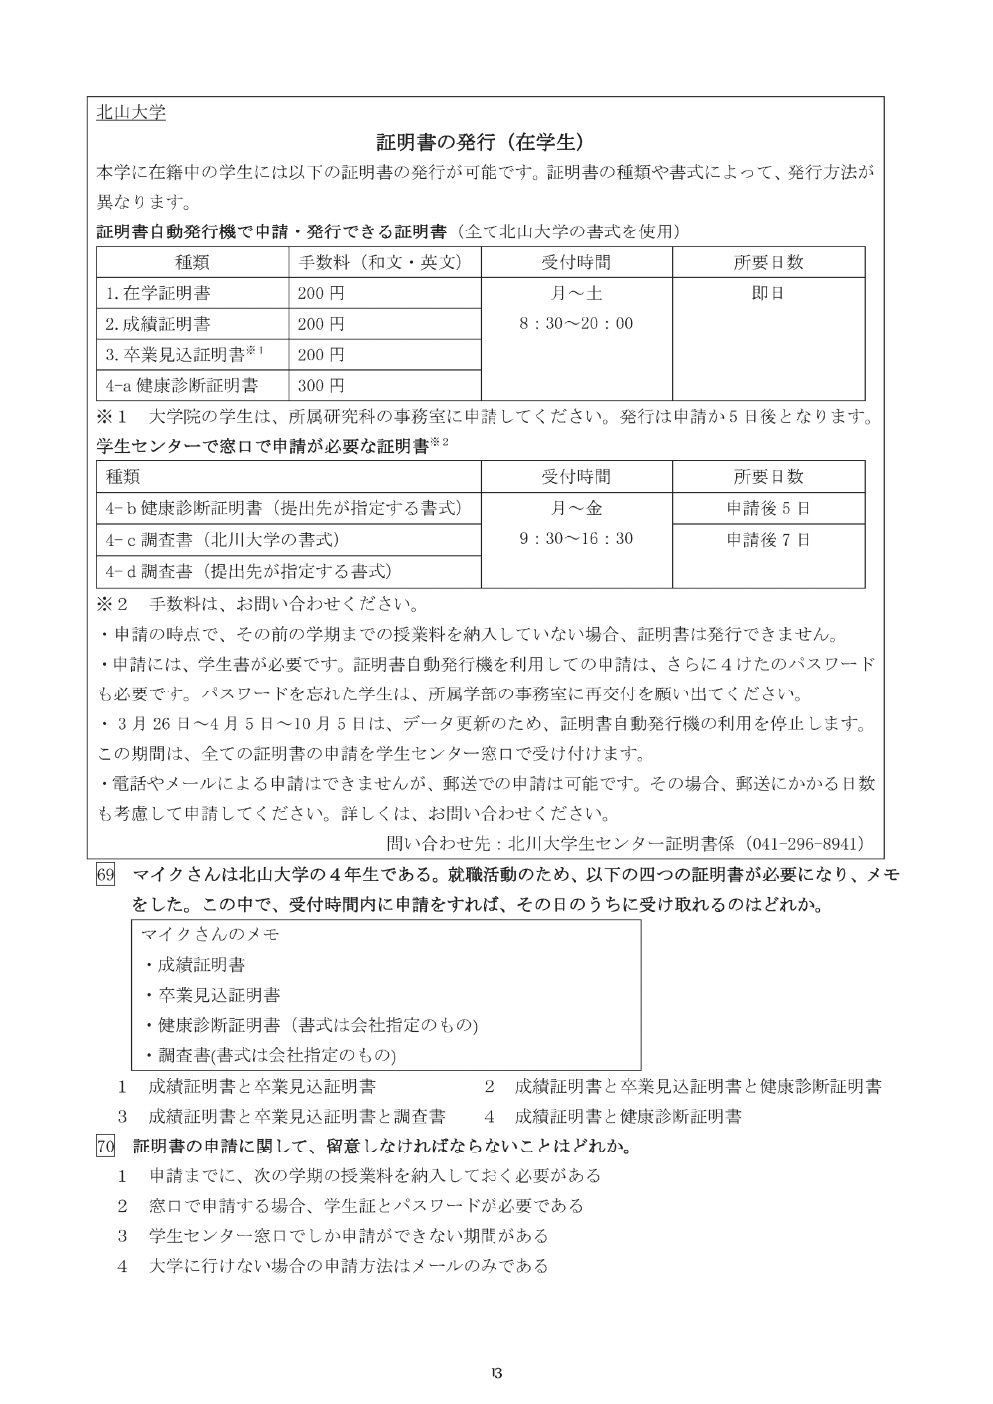 北山大学
証明書の発行（在学生）
本学に在籍中の学生には以下の証明書の発行が可能です。証明書の種類や書式によって、発行方法が
異なります。
証明書自動発行機で申請・発行できる証明書（全て北山大学の書式を使用）
種類 手数料（和文・英文） 受付時間 所要日数
1.在学証明書 200 円 月～土 即日
2.成績証明書 200 円 8：30～20：00
3.卒業見込証明書※1 200 円
4-a 健康診断証明書 300 円
※１　大学院の学生は、所属研究科の事務室に申請してください。発行は申請か 5 日後となります。
学生センターで窓口で申請が必要な証明書※2
種類 受付時間 所要日数
4-ｂ健康診断証明書（提出先が指定する書式） 月～金 申請後 5 日
4-ｃ調査書（北川大学の書式） 9：30～16：30 申請後 7 日
4-ｄ調査書（提出先が指定する書式）
※２　手数料は、お問い合わせください。
・申請の時点で、その前の学期までの授業料を納入していない場合、証明書は発行できません。
・申請には、学生書が必要です。証明書自動発行機を利用しての申請は、さらに４けたのパスワード
も必要です。パスワードを忘れた学生は、所属学部の事務室に再交付を願い出てください。
・３月 26 日～4 月 5 日～10 月 5 日は、データ更新のため、証明書自動発行機の利用を停止します。
この期間は、全ての証明書の申請を学生センター窓口で受け付けます。
・電話やメールによる申請はできませんが、郵送での申請は可能です。その場合、郵送にかかる日数
も考慮して申請してください。詳しくは、お問い合わせください。
問い合わせ先：北川大学生センター証明書係（041-296-8941）
69　マイクさんは北山大学の４年生である。就職活動のため、以下の四つの証明書が必要になり、メモ
をした。この中で、受付時間内に申請をすれば、その日のうちに受け取れるのはどれか。
マイクさんのメモ
・成績証明書
・卒業見込証明書
・健康診断証明書（書式は会社指定のもの)
・調査書(書式は会社指定のもの)
1　成績証明書と卒業見込証明書　2　成績証明書と卒業見込証明書と健康診断証明書
3　成績証明書と卒業見込証明書と調査書　4　成績証明書と健康診断証明書
70　証明書の申請に関して、留意しなければならないことはどれか。
1　申請までに、次の学期の授業料を納入しておく必要がある
2　窓口で申請する場合、学生証とパスワードが必要である
3　学生センター窓口でしか申請ができない期間がある
4　大学に行けない場合の申請方法はメールのみである
13